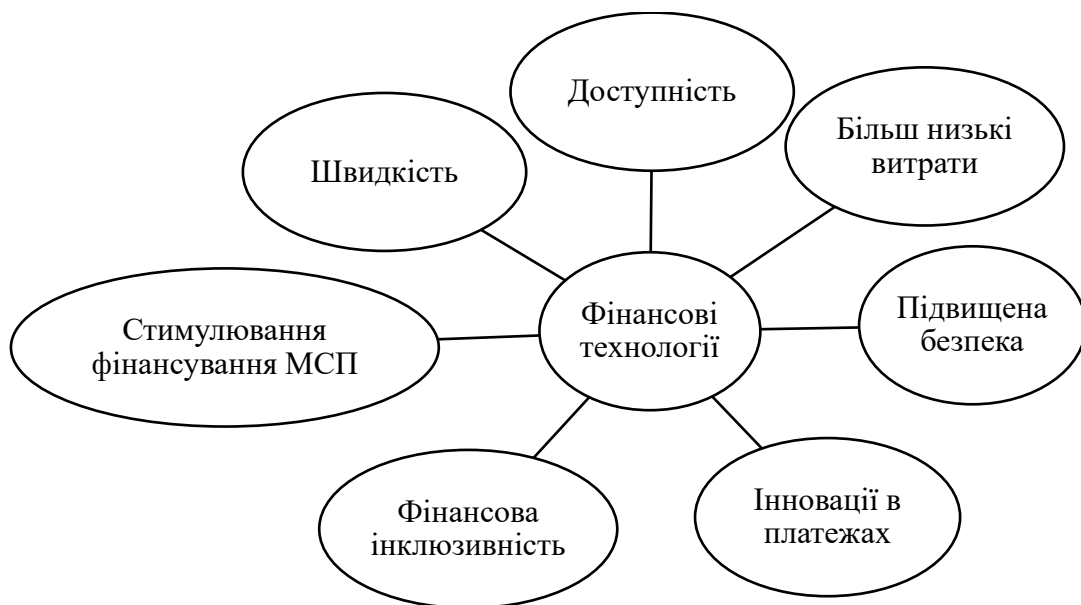 Доступність
Більш низькі
витрати
Швидкість
Підвищена
безпека
Фінансові
технології
Стимулювання
фінансування МСП
Інновації в
платежах
Фінансова
інклюзивність